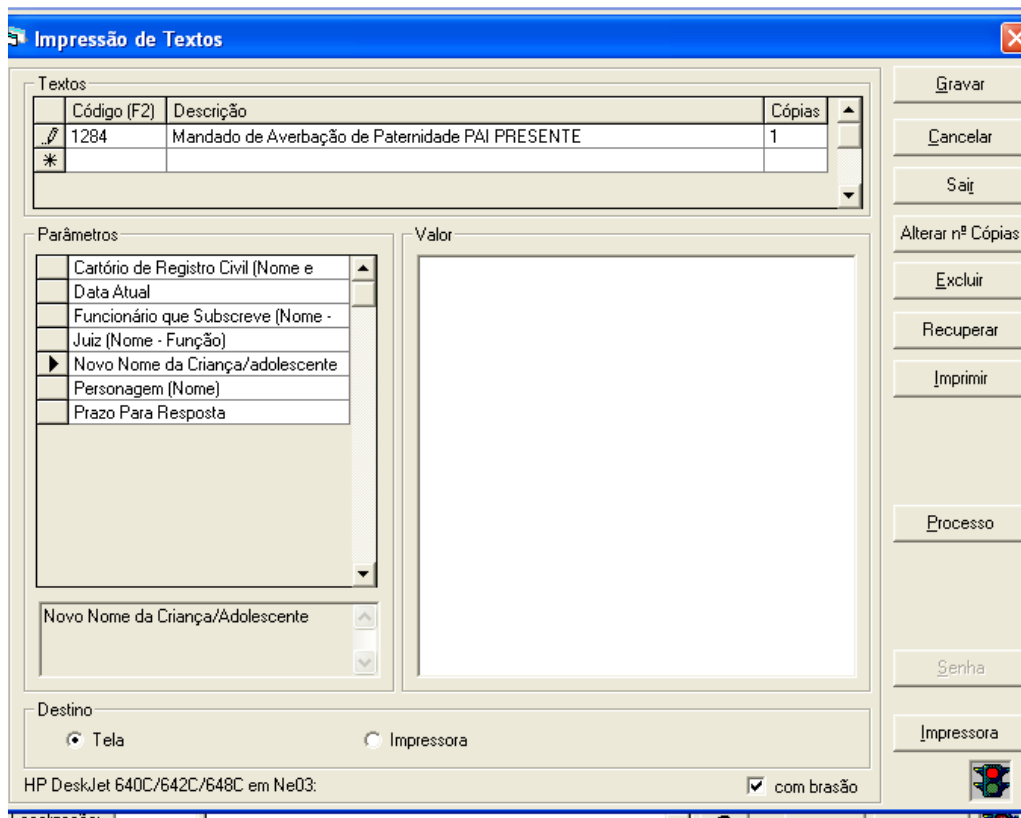 Impressão de Textos
Textos
Código (F2) Descrição Cópias
1284 Mandado de Averbação de Paternidade PAI PRESENTE 1
Parâmetros
Cartório de Registro Civil (Nome e
Data Atual
Funcionário que Subscreve (Nome -
Juiz (Nome - Função)
Novo Nome da Criança/adolescente
Personagem (Nome)
Prazo Para Resposta
Novo Nome da Criança/Adolescente
Valor
Destino
Tela
Impressora
HP DeskJet 640C/642C/648C em Ne03:
com brasão
Gravar
Cancelar
Sair
Alterar nº Cópias
Excluir
Recuperar
Imprimir
Processo
Senha
Impressora